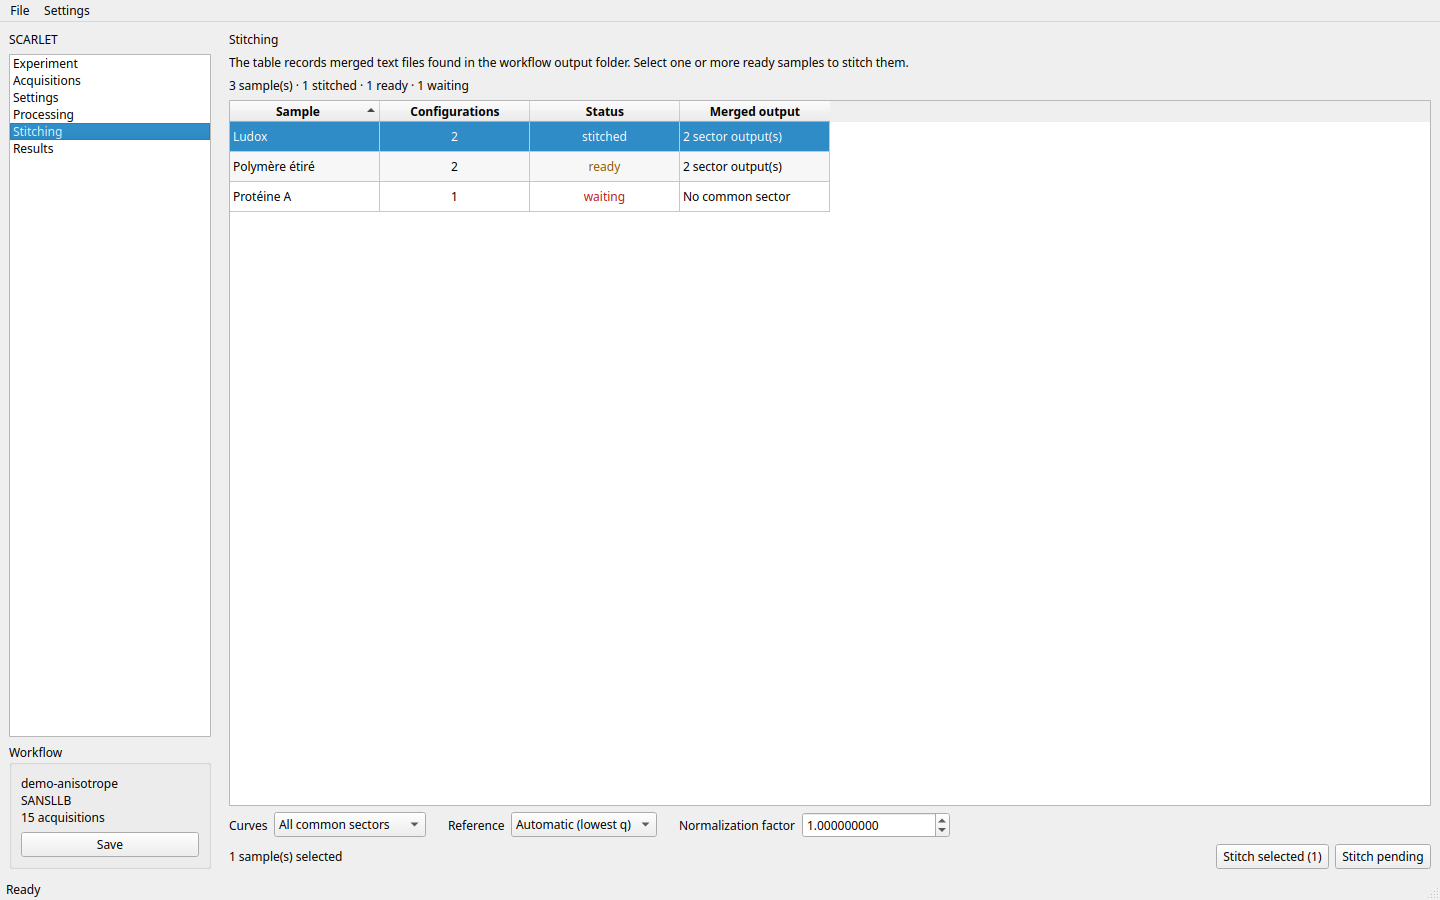 File Settings
SCARLET
Experiment
Acquisitions
Settings
Processing
Stitching
Results
Workflow
demo-anisotrope
SANSLLB
15 acquisitions
Save
Ready
Stitching
The table records merged text files found in the workflow output folder. Select one or more ready samples to stitch them.
3 sample(s) · 1 stitched · 1 ready · 1 waiting
Sample Configurations Status Merged output
Ludox 2 stitched 2 sector output(s)
Polymère étiré 2 ready 2 sector output(s)
Protéine A 1 waiting No common sector
Curves All common sectors Reference Automatic (lowest q) Normalization factor 1.000000000
1 sample(s) selected Stitch selected (1) Stitch pending